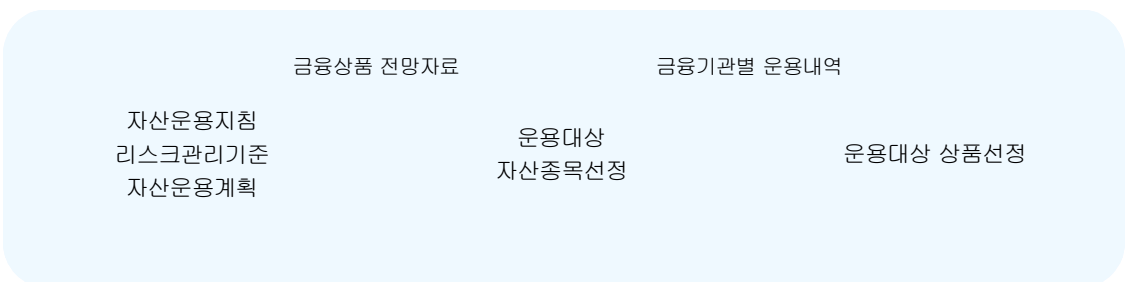 금융상품 전망자료
금융기관별 운용내역
자산운용지침
리스크관리기준
자산운용계획
운용대상
자산종목선정
운용대상 상품선정